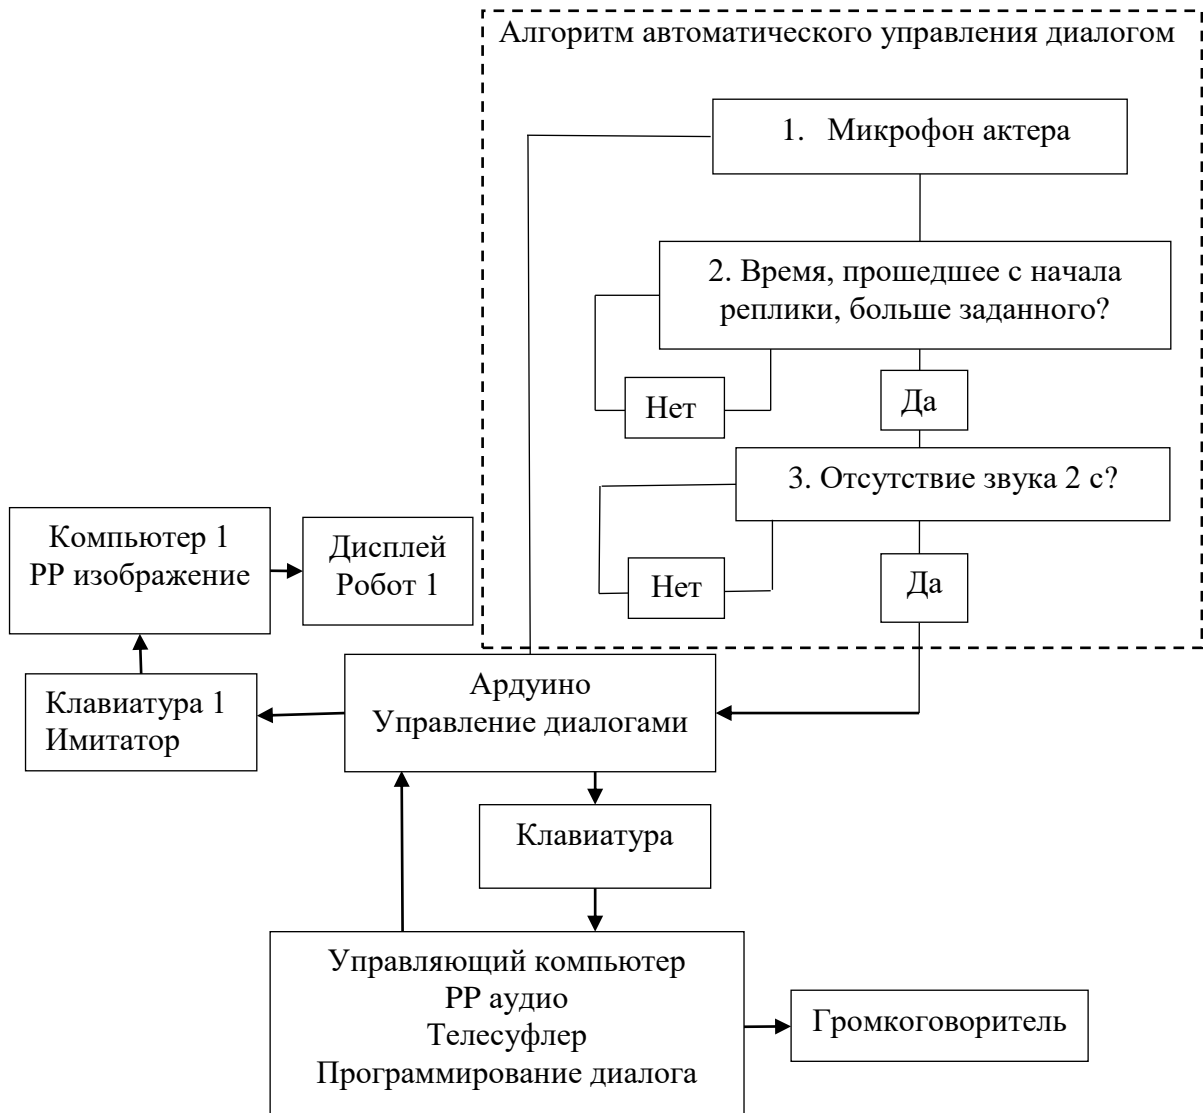 Алгоритм автоматического управления диалогом
1. Микрофон актера
2. Время, прошедшее с начала
реплики, больше заданного?
Нет
Да
3. Отсутствие звука 2 с?
Нет
Да
Компьютер 1
PP изображение
Дисплей
Робот 1
Клавиатура 1
Имитатор
Ардуино
Управление диалогами
Клавиатура
Управляющий компьютер
PP аудио
Телесуфлер
Программирование диалога
Громкоговоритель